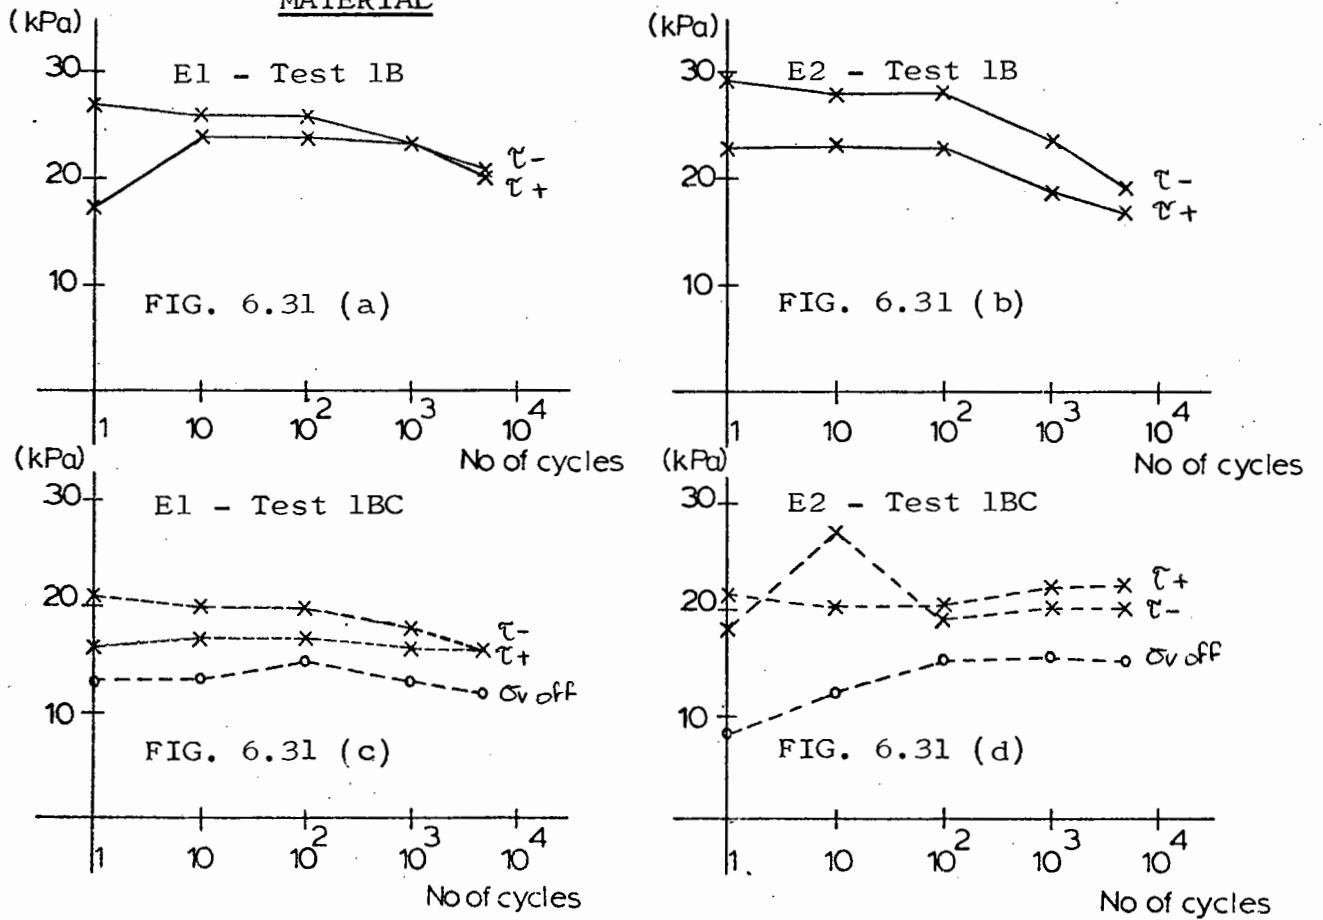 MATERIAL
(kPa)
30
20
10
E1 - Test 1B
τ-
τ+
FIG. 6.31 (a)
1 10 10² 10³ 10⁴
No of cycles
(kPa)
30
20
10
E2 - Test 1B
τ-
τ+
FIG. 6.31 (b)
1 10 10² 10³ 10⁴
No of cycles
(kPa)
30
20
10
E1 - Test 1BC
τ-
τ+
σv off
FIG. 6.31 (c)
1 10 10² 10³ 10⁴
No of cycles
(kPa)
30
20
10
E2 - Test 1BC
τ+
τ-
σv off
FIG. 6.31 (d)
1 10 10² 10³ 10⁴
No of cycles